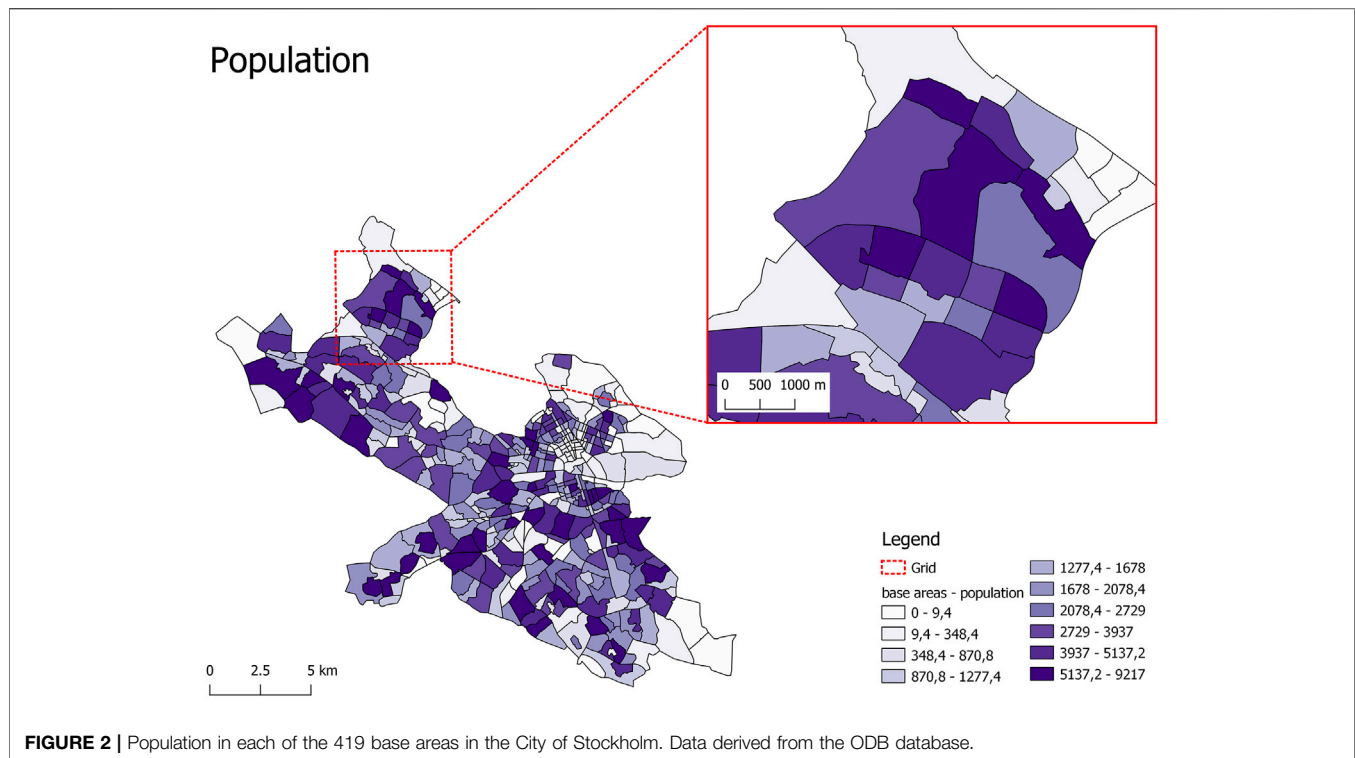 Population
0 500 1000 m
Legend
Grid
base areas - population
0 - 9,4
9,4 - 348,4
348,4 - 870,8
870,8 - 1277,4
1277,4 - 1678
1678 - 2078,4
2078,4 - 2729
2729 - 3937
3937 - 5137,2
5137,2 - 9217
0 2.5 5 km
FIGURE 2 | Population in each of the 419 base areas in the City of Stockholm. Data derived from the ODB database.